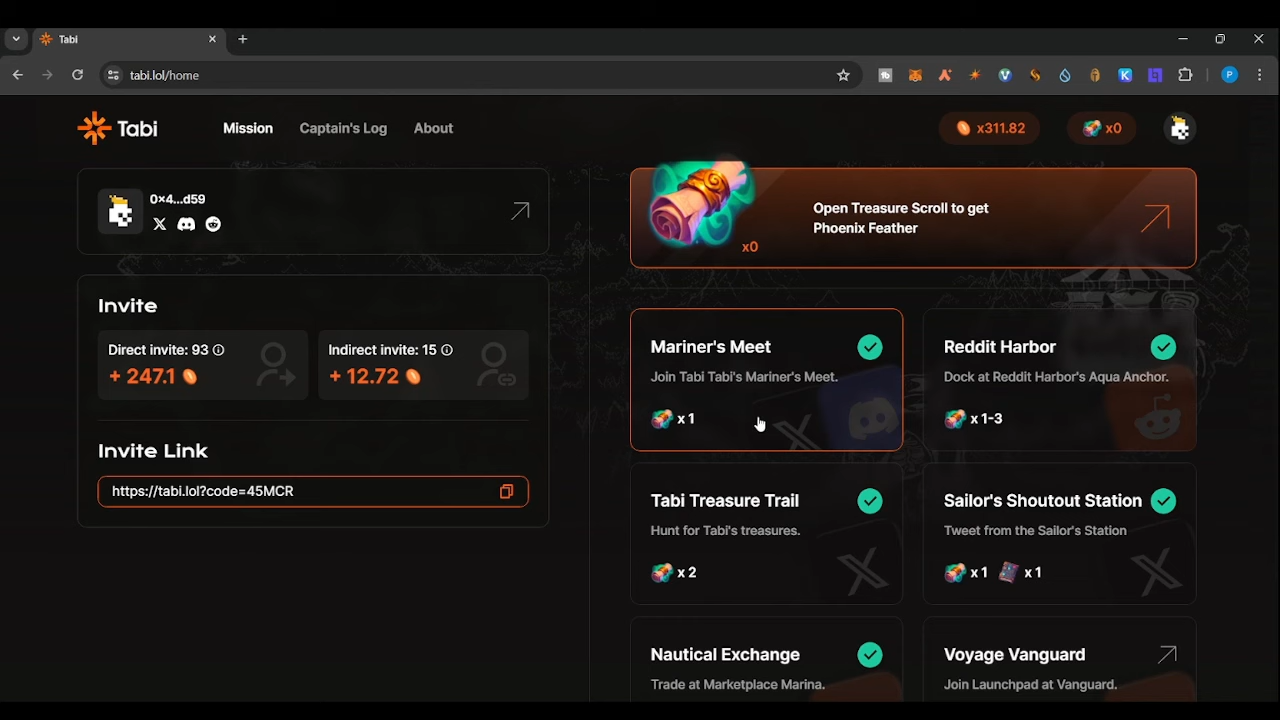 Tabi
tabi.lol/home
P
Tabi
Mission
Captain's Log
About
x311.82
x0
0×4...d59
x0
Open Treasure Scroll to get
Phoenix Feather
Invite
Direct invite: 93
+ 247.1
Indirect invite: 15
+ 12.72
Invite Link
https://tabi.lol?code=45MCR
Mariner's Meet
Join Tabi Tabi's Mariner's Meet.
x 1
Reddit Harbor
Dock at Reddit Harbor's Aqua Anchor.
x 1-3
Tabi Treasure Trail
Hunt for Tabi's treasures.
x 2
Sailor's Shoutout Station
Tweet from the Sailor's Station
x 1 x 1
Nautical Exchange
Trade at Marketplace Marina.
Voyage Vanguard
Join Launchpad at Vanguard.